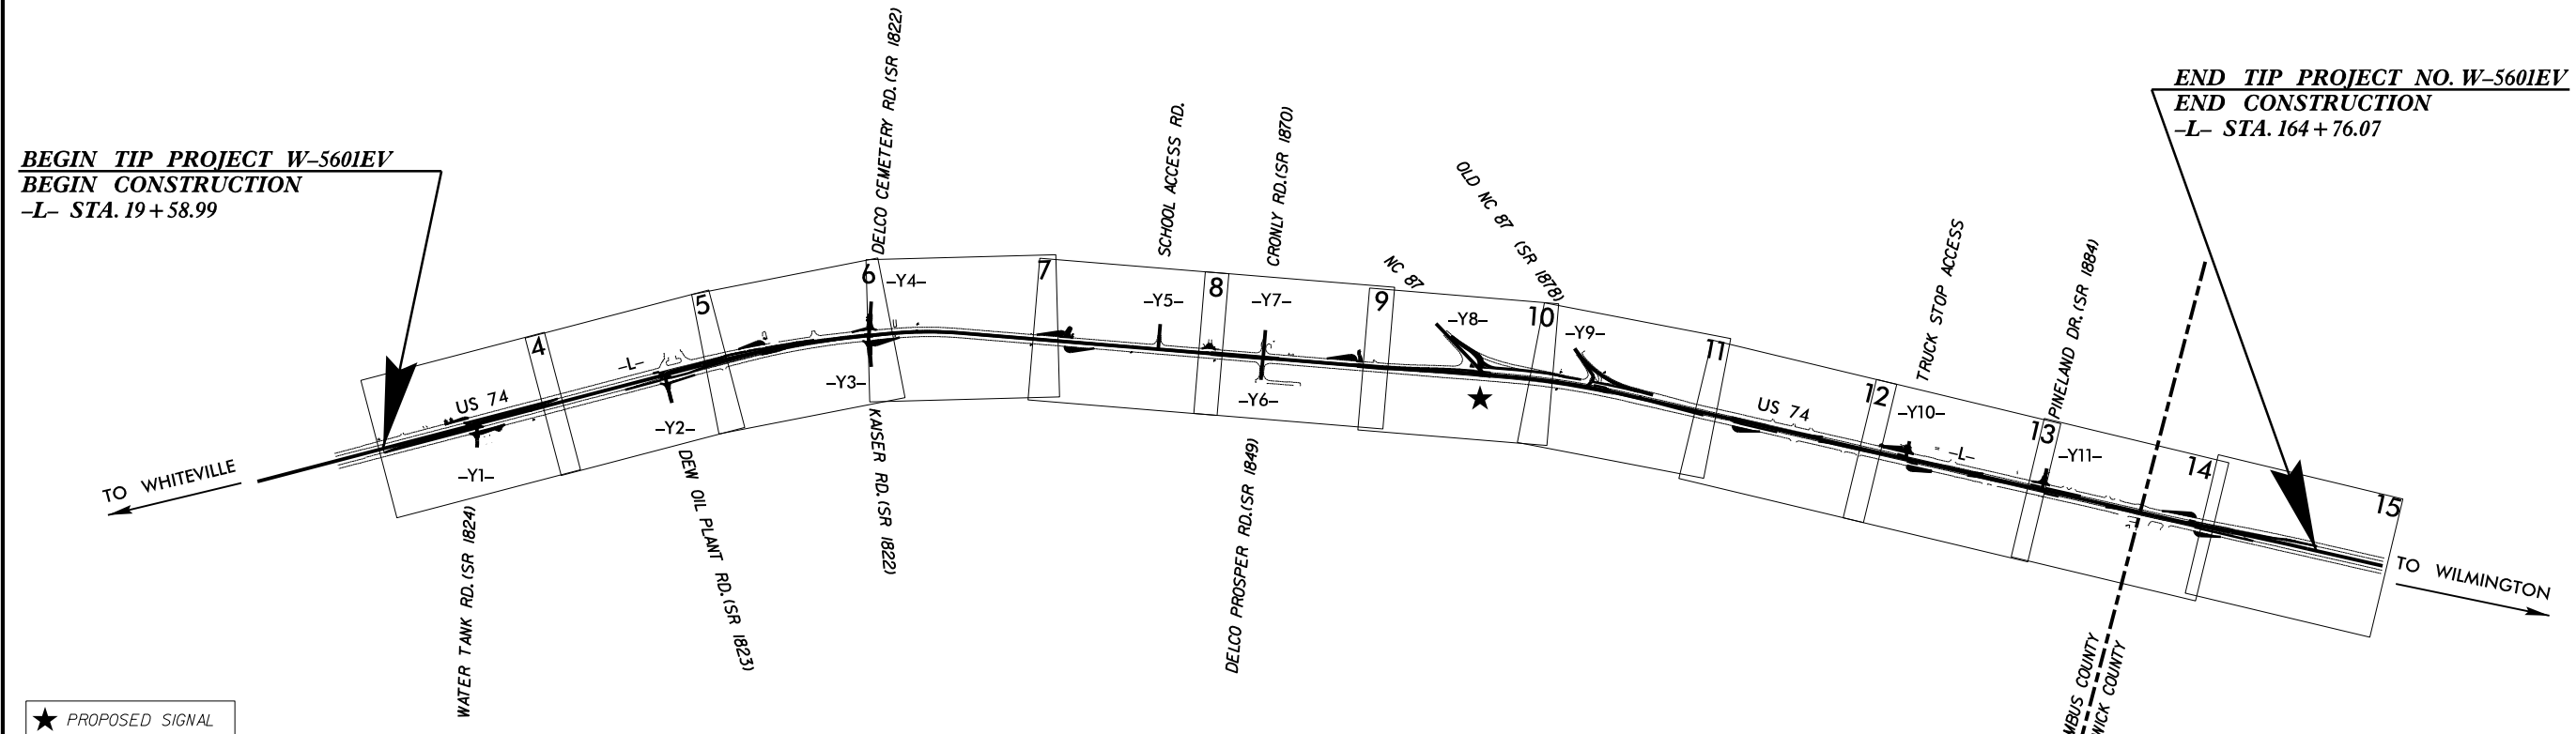 BEGIN TIP PROJECT W–5601EV
BEGIN CONSTRUCTION
–L– STA. 19+58.99
END TIP PROJECT NO. W–5601EV
END CONSTRUCTION
–L– STA. 164+76.07
DELCO CEMETERY RD. (SR 1822)
SCHOOL ACCESS RD.
CRONLY RD. (SR 1870)
NC 87
OLD NC 87 (SR 1878)
TRUCK STOP ACCESS
PINELAND DR. (SR 1884)
4
5
6
7
8
9
10
11
12
13
14
15
–Y4–
–Y5–
–Y7–
–Y8–
–Y9–
–Y10–
–Y11–
US 74
–L–
US 74
–L–
–Y1–
–Y2–
–Y3–
–Y6–
TO WHITEVILLE
TO WILMINGTON
WATER TANK RD. (SR 1824)
DEW OIL PLANT RD. (SR 1823)
KAISER RD. (SR 1822)
DELCO PROSPER RD. (SR 1849)
MBUS COUNTY
WICK COUNTY
PROPOSED SIGNAL